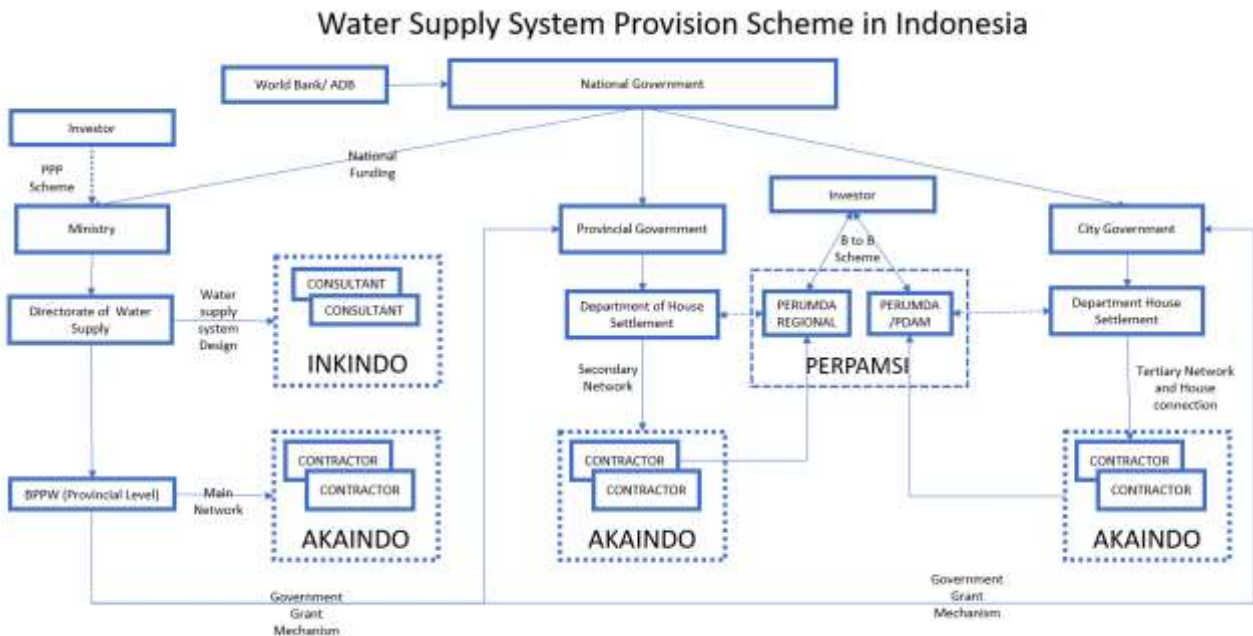 Water Supply System Provision Scheme in Indonesia
World Bank/ ADB
National Government
Investor
PPP
Scheme
National
Funding
Ministry
Provincial Government
Investor
City Government
B to B
Scheme
Directorate of Water
Supply
Water
supply
system
Design
CONSULTANT
CONSULTANT
INKINDO
Department of House
Settlement
PERUMDA
REGIONAL
PERUMDA
/PDAM
PERPAMSI
Department House
Settlement
Secondary
Network
Tertiary Network
and House
connection
BPPW (Provincial Level)
Main
Network
CONTRACTOR
CONTRACTOR
AKAINDO
CONTRACTOR
CONTRACTOR
AKAINDO
CONTRACTOR
CONTRACTOR
AKAINDO
Government
Grant
Mechanism
Government
Grant
Mechanism